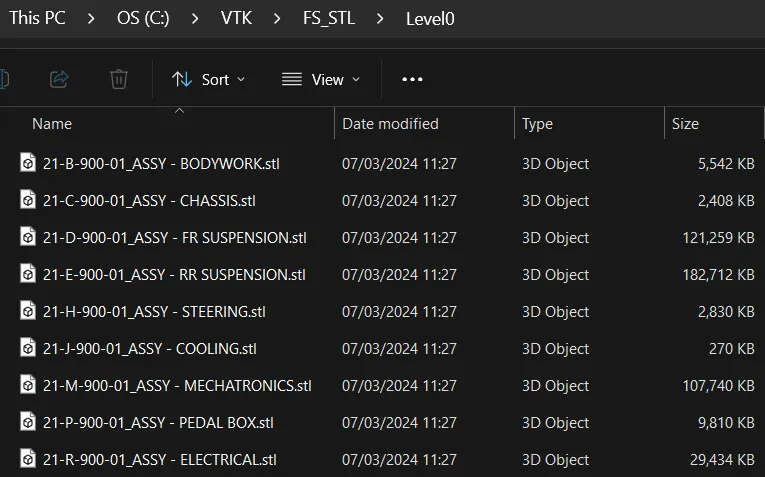 This PC > OS (C:) > VTK > FS_STL > Level0
Sort View ...
Name Date modified Type Size
21-B-900-01_ASSY - BODYWORK.stl 07/03/2024 11:27 3D Object 5,542 KB
21-C-900-01_ASSY - CHASSIS.stl 07/03/2024 11:27 3D Object 2,408 KB
21-D-900-01_ASSY - FR SUSPENSION.stl 07/03/2024 11:27 3D Object 121,259 KB
21-E-900-01_ASSY - RR SUSPENSION.stl 07/03/2024 11:27 3D Object 182,712 KB
21-H-900-01_ASSY - STEERING.stl 07/03/2024 11:27 3D Object 2,830 KB
21-J-900-01_ASSY - COOLING.stl 07/03/2024 11:27 3D Object 270 KB
21-M-900-01_ASSY - MECHATRONICS.stl 07/03/2024 11:27 3D Object 107,740 KB
21-P-900-01_ASSY - PEDAL BOX.stl 07/03/2024 11:27 3D Object 9,810 KB
21-R-900-01_ASSY - ELECTRICAL.stl 07/03/2024 11:27 3D Object 29,434 KB